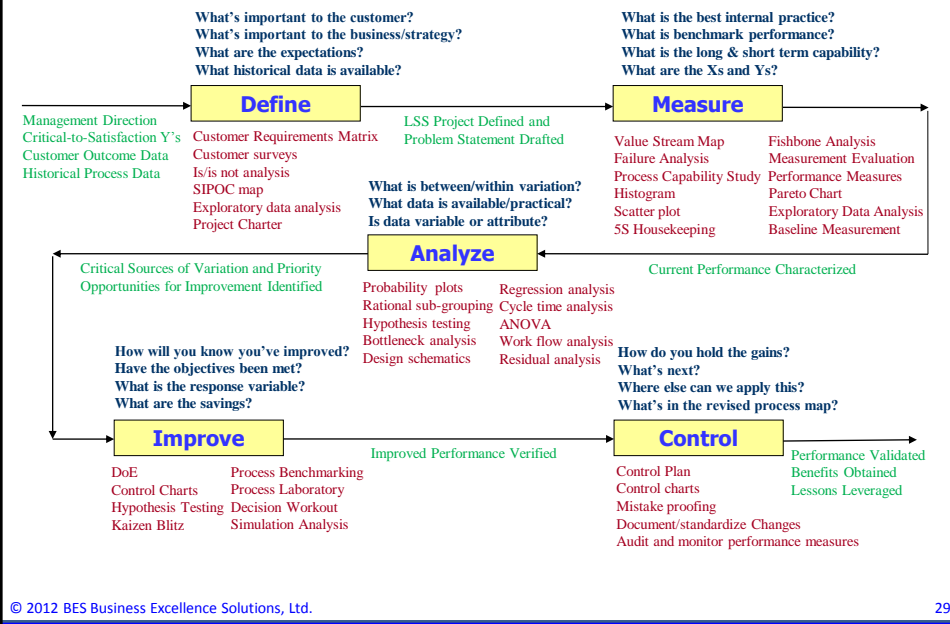 What's important to the customer?
What's important to the business/strategy?
What are the expectations?
What historical data is available?
What is the best internal practice?
What is benchmark performance?
What is the long & short term capability?
What are the Xs and Ys?
Define
Measure
Management Direction
Critical-to-Satisfaction Y's
Customer Outcome Data
Historical Process Data
Customer Requirements Matrix
Customer surveys
Is/is not analysis
SIPOC map
Exploratory data analysis
Project Charter
LSS Project Defined and
Problem Statement Drafted
Value Stream Map
Failure Analysis
Process Capability Study
Histogram
Scatter plot
5S Housekeeping
Fishbone Analysis
Measurement Evaluation
Performance Measures
Pareto Chart
Exploratory Data Analysis
Baseline Measurement
What is between/within variation?
What data is available/practical?
Is data variable or attribute?
Analyze
Critical Sources of Variation and Priority
Opportunities for Improvement Identified
Current Performance Characterized
Probability plots
Rational sub-grouping
Hypothesis testing
Bottleneck analysis
Design schematics
Regression analysis
Cycle time analysis
ANOVA
Work flow analysis
Residual analysis
How will you know you've improved?
Have the objectives been met?
What is the response variable?
What are the savings?
How do you hold the gains?
What's next?
Where else can we apply this?
What's in the revised process map?
Improve
Control
Improved Performance Verified
Performance Validated
Benefits Obtained
Lessons Leveraged
DoE
Control Charts
Hypothesis Testing
Kaizen Blitz
Process Benchmarking
Process Laboratory
Decision Workout
Simulation Analysis
Control Plan
Control charts
Mistake proofing
Document/standardize Changes
Audit and monitor performance measures
© 2012 BES Business Excellence Solutions, Ltd.
29